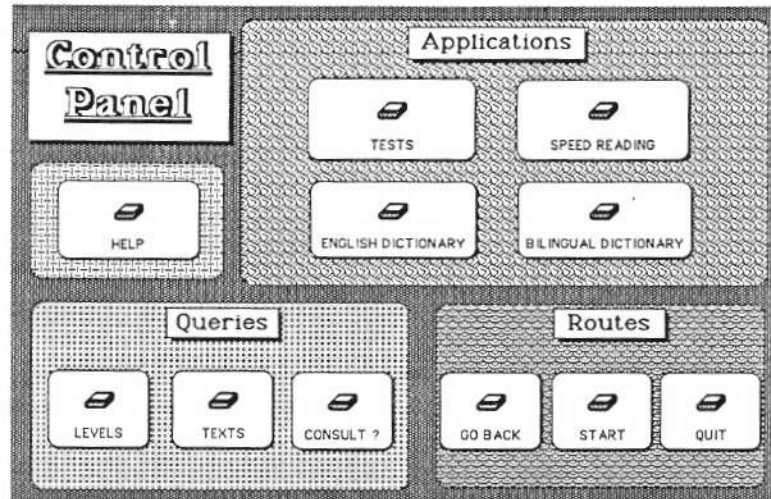 Control
Panel
Applications
TESTS
SPEED READING
ENGLISH DICTIONARY
BILINGUAL DICTIONARY
HELP
Queries
LEVELS
TEXTS
CONSULT ?
Routes
GO BACK
START
QUIT